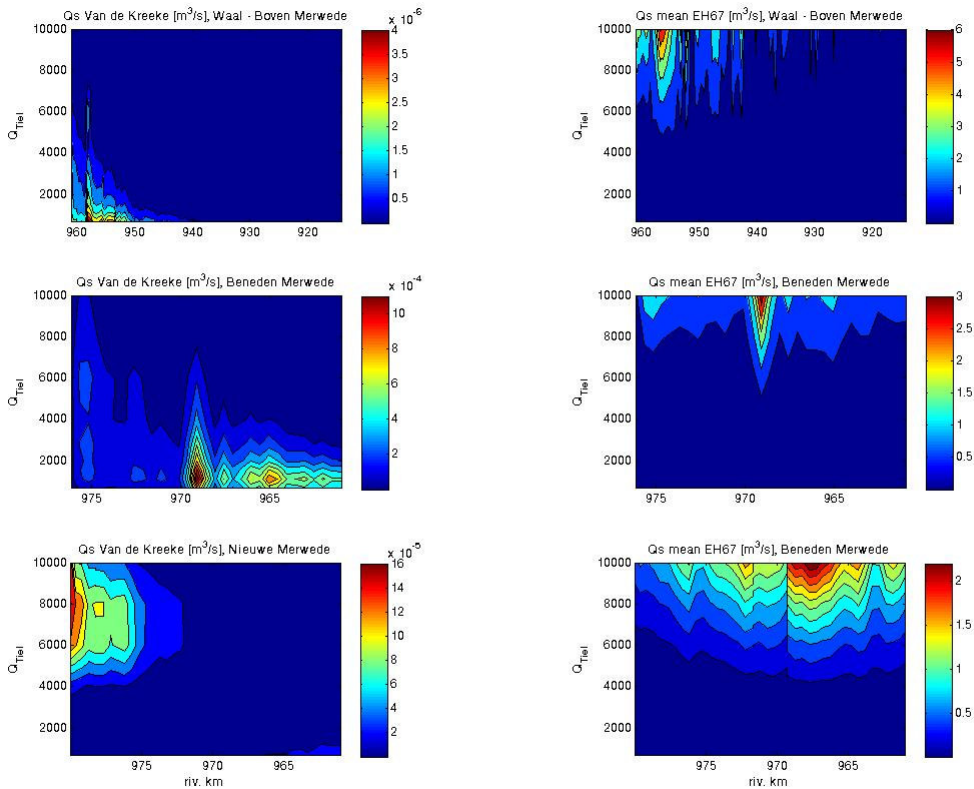 Qs Van de Kreeke [m³/s], Waal - Boven Merwede
x 10⁻⁶
10000
8000
6000
4000
2000
Q_Tiel
960 950 940 930 920
4
3.5
3
2.5
2
1.5
1
0.5
Qs mean EH67 [m³/s], Waal - Boven Merwede
10000
8000
6000
4000
2000
Q_Tiel
960 950 940 930 920
6
5
4
3
2
1
Qs Van de Kreeke [m³/s], Beneden Merwede
x 10⁻⁴
10000
8000
6000
4000
2000
Q_Tiel
975 970 965
10
8
6
4
2
Qs mean EH67 [m³/s], Beneden Merwede
10000
8000
6000
4000
2000
Q_Tiel
975 970 965
3
2.5
2
1.5
1
0.5
Qs Van de Kreeke [m³/s], Nieuwe Merwede
x 10⁻⁵
10000
8000
6000
4000
2000
Q_Tiel
975 970 965
riv. km
16
14
12
10
8
6
4
2
Qs mean EH67 [m³/s], Beneden Merwede
10000
8000
6000
4000
2000
Q_Tiel
975 970 965
riv. km
2
1.5
1
0.5